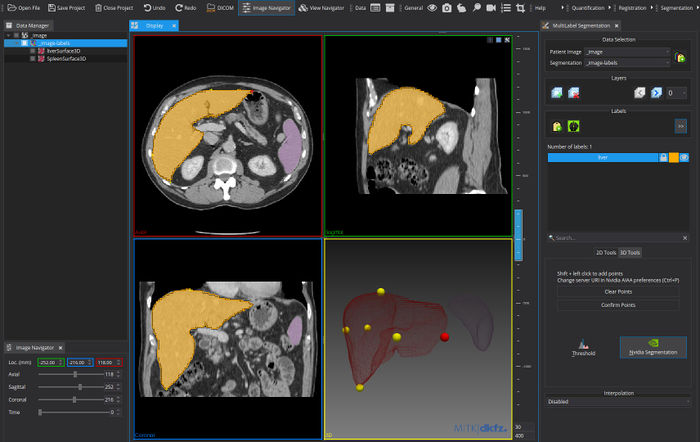 Open File
Save Project
Close Project
Undo
Redo
DICOM
Image Navigator
View Navigator
Data
General
Help
Quantification
Registration
Segmentation
Data Manager
_image
_image-labels
liverSurface3D
SpleenSurface3D
Display
Axial
Sagittal
Coronal
3D
MITK dkfz.
30
400
Image Navigator
Loc. (mm) -252.00 -216.00 118.00
Axial 118
Sagittal 252
Coronal 216
Time 0
MultiLabel Segmentation
Data Selection
Patient Image _image
Segmentation _image-labels
Layers
0
Labels
>>
Number of labels: 1
liver
Search...
2D Tools 3D Tools
Shift + left click to add points
Change server URI in Nvidia AIAA preferences (Ctrl+P)
Clear Points
Confirm Points
Threshold
Nvidia Segmentation
Interpolation
Disabled